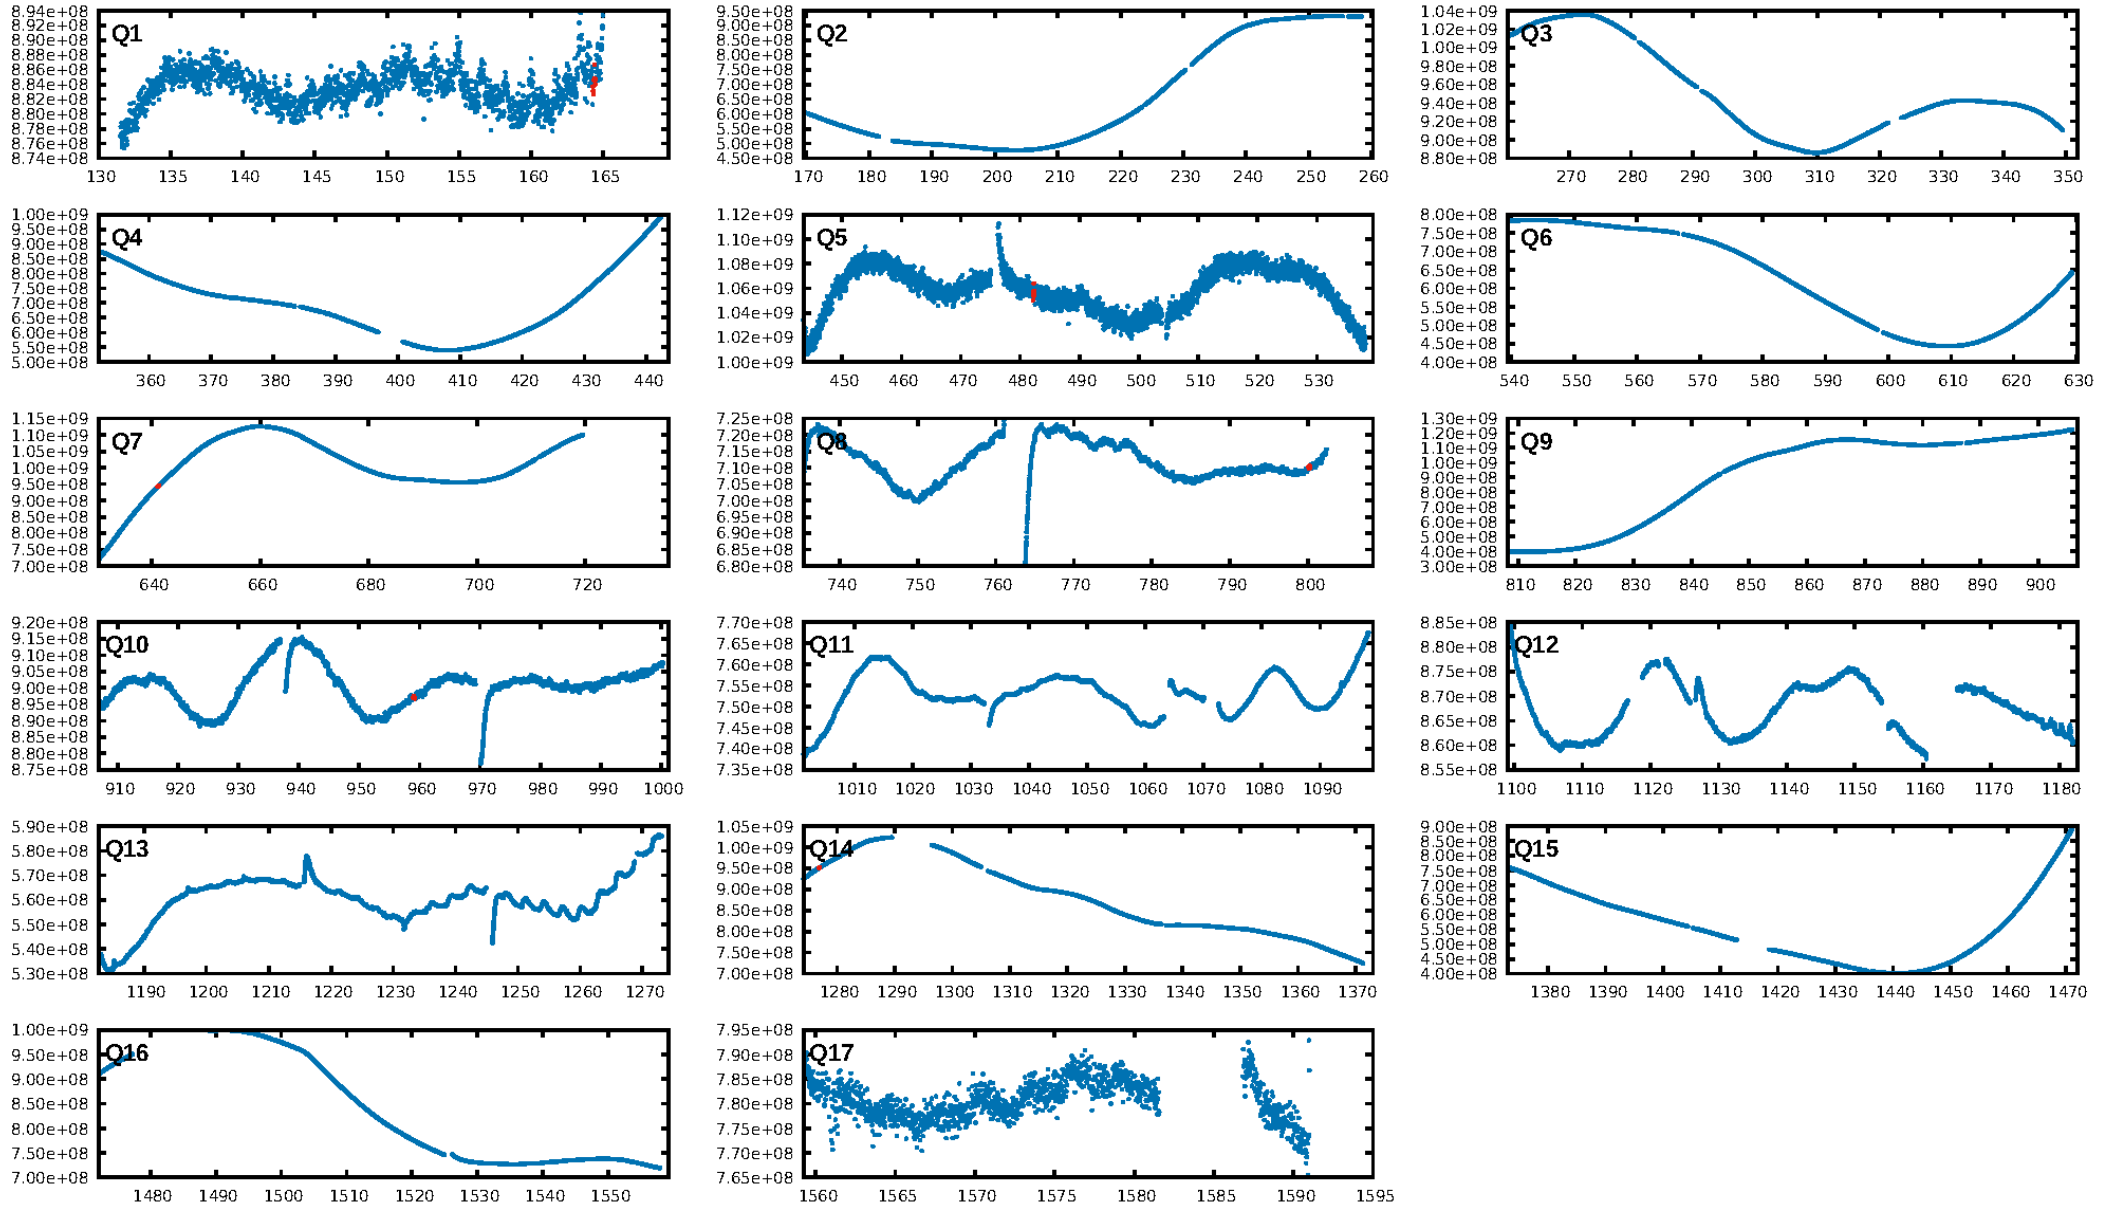 8.94e+08
8.92e+08
8.90e+08
8.88e+08
8.86e+08
8.84e+08
8.82e+08
8.80e+08
8.78e+08
8.76e+08
8.74e+08
Q1
130 135 140 145 150 155 160 165
9.50e+08
9.00e+08
8.50e+08
8.00e+08
7.50e+08
7.00e+08
6.50e+08
6.00e+08
5.50e+08
5.00e+08
4.50e+08
Q2
170 180 190 200 210 220 230 240 250 260
1.04e+09
1.02e+09
1.00e+09
9.80e+08
9.60e+08
9.40e+08
9.20e+08
9.00e+08
8.80e+08
Q3
270 280 290 300 310 320 330 340 350
1.00e+09
9.50e+08
9.00e+08
8.50e+08
8.00e+08
7.50e+08
7.00e+08
6.50e+08
6.00e+08
5.50e+08
5.00e+08
Q4
360 370 380 390 400 410 420 430 440
1.12e+09
1.10e+09
1.08e+09
1.06e+09
1.04e+09
1.02e+09
1.00e+09
Q5
450 460 470 480 490 500 510 520 530
8.00e+08
7.50e+08
7.00e+08
6.50e+08
6.00e+08
5.50e+08
5.00e+08
4.50e+08
4.00e+08
Q6
540 550 560 570 580 590 600 610 620 630
1.15e+09
1.10e+09
1.05e+09
1.00e+09
9.50e+08
9.00e+08
8.50e+08
8.00e+08
7.50e+08
7.00e+08
Q7
640 660 680 700 720
7.25e+08
7.20e+08
7.15e+08
7.10e+08
7.05e+08
7.00e+08
6.95e+08
6.90e+08
6.85e+08
6.80e+08
Q8
740 750 760 770 780 790 800
1.30e+09
1.20e+09
1.10e+09
1.00e+09
9.00e+08
8.00e+08
7.00e+08
6.00e+08
5.00e+08
4.00e+08
3.00e+08
Q9
810 820 830 840 850 860 870 880 890 900
9.20e+08
9.15e+08
9.10e+08
9.05e+08
9.00e+08
8.95e+08
8.90e+08
8.85e+08
8.80e+08
8.75e+08
Q10
910 920 930 940 950 960 970 980 990 1000
7.70e+08
7.65e+08
7.60e+08
7.55e+08
7.50e+08
7.45e+08
7.40e+08
7.35e+08
Q11
1010 1020 1030 1040 1050 1060 1070 1080 1090
8.85e+08
8.80e+08
8.75e+08
8.70e+08
8.65e+08
8.60e+08
8.55e+08
Q12
1100 1110 1120 1130 1140 1150 1160 1170 1180
5.90e+08
5.80e+08
5.70e+08
5.60e+08
5.50e+08
5.40e+08
5.30e+08
Q13
1190 1200 1210 1220 1230 1240 1250 1260 1270
1.05e+09
1.00e+09
9.50e+08
9.00e+08
8.50e+08
8.00e+08
7.50e+08
7.00e+08
Q14
1280 1290 1300 1310 1320 1330 1340 1350 1360 1370
9.00e+08
8.50e+08
8.00e+08
7.50e+08
7.00e+08
6.50e+08
6.00e+08
5.50e+08
5.00e+08
4.50e+08
4.00e+08
Q15
1380 1390 1400 1410 1420 1430 1440 1450 1460 1470
1.00e+09
9.50e+08
9.00e+08
8.50e+08
8.00e+08
7.50e+08
7.00e+08
Q16
1480 1490 1500 1510 1520 1530 1540 1550
7.95e+08
7.90e+08
7.85e+08
7.80e+08
7.75e+08
7.70e+08
7.65e+08
Q17
1560 1565 1570 1575 1580 1585 1590 1595